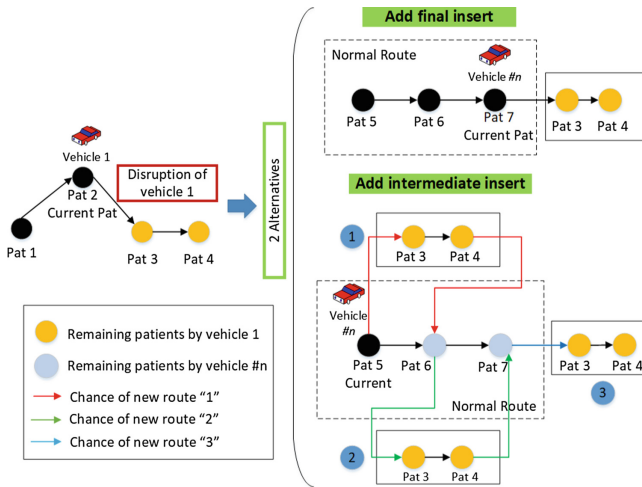 Add final insert
Normal Route
Vehicle #n
Pat 5
Pat 6
Pat 7
Current Pat
Pat 3
Pat 4
Vehicle 1
Pat 2
Current Pat
Disruption of
vehicle 1
Pat 1
Pat 3
Pat 4
2 Alternatives
Add intermediate insert
1
Pat 3
Pat 4
Vehicle
#n
Pat 5
Current
Pat 6
Pat 7
Normal Route
Pat 3
Pat 4
3
2
Pat 3
Pat 4
Remaining patients by vehicle 1
Remaining patients by vehicle #n
Chance of new route “1”
Chance of new route “2”
Chance of new route “3”